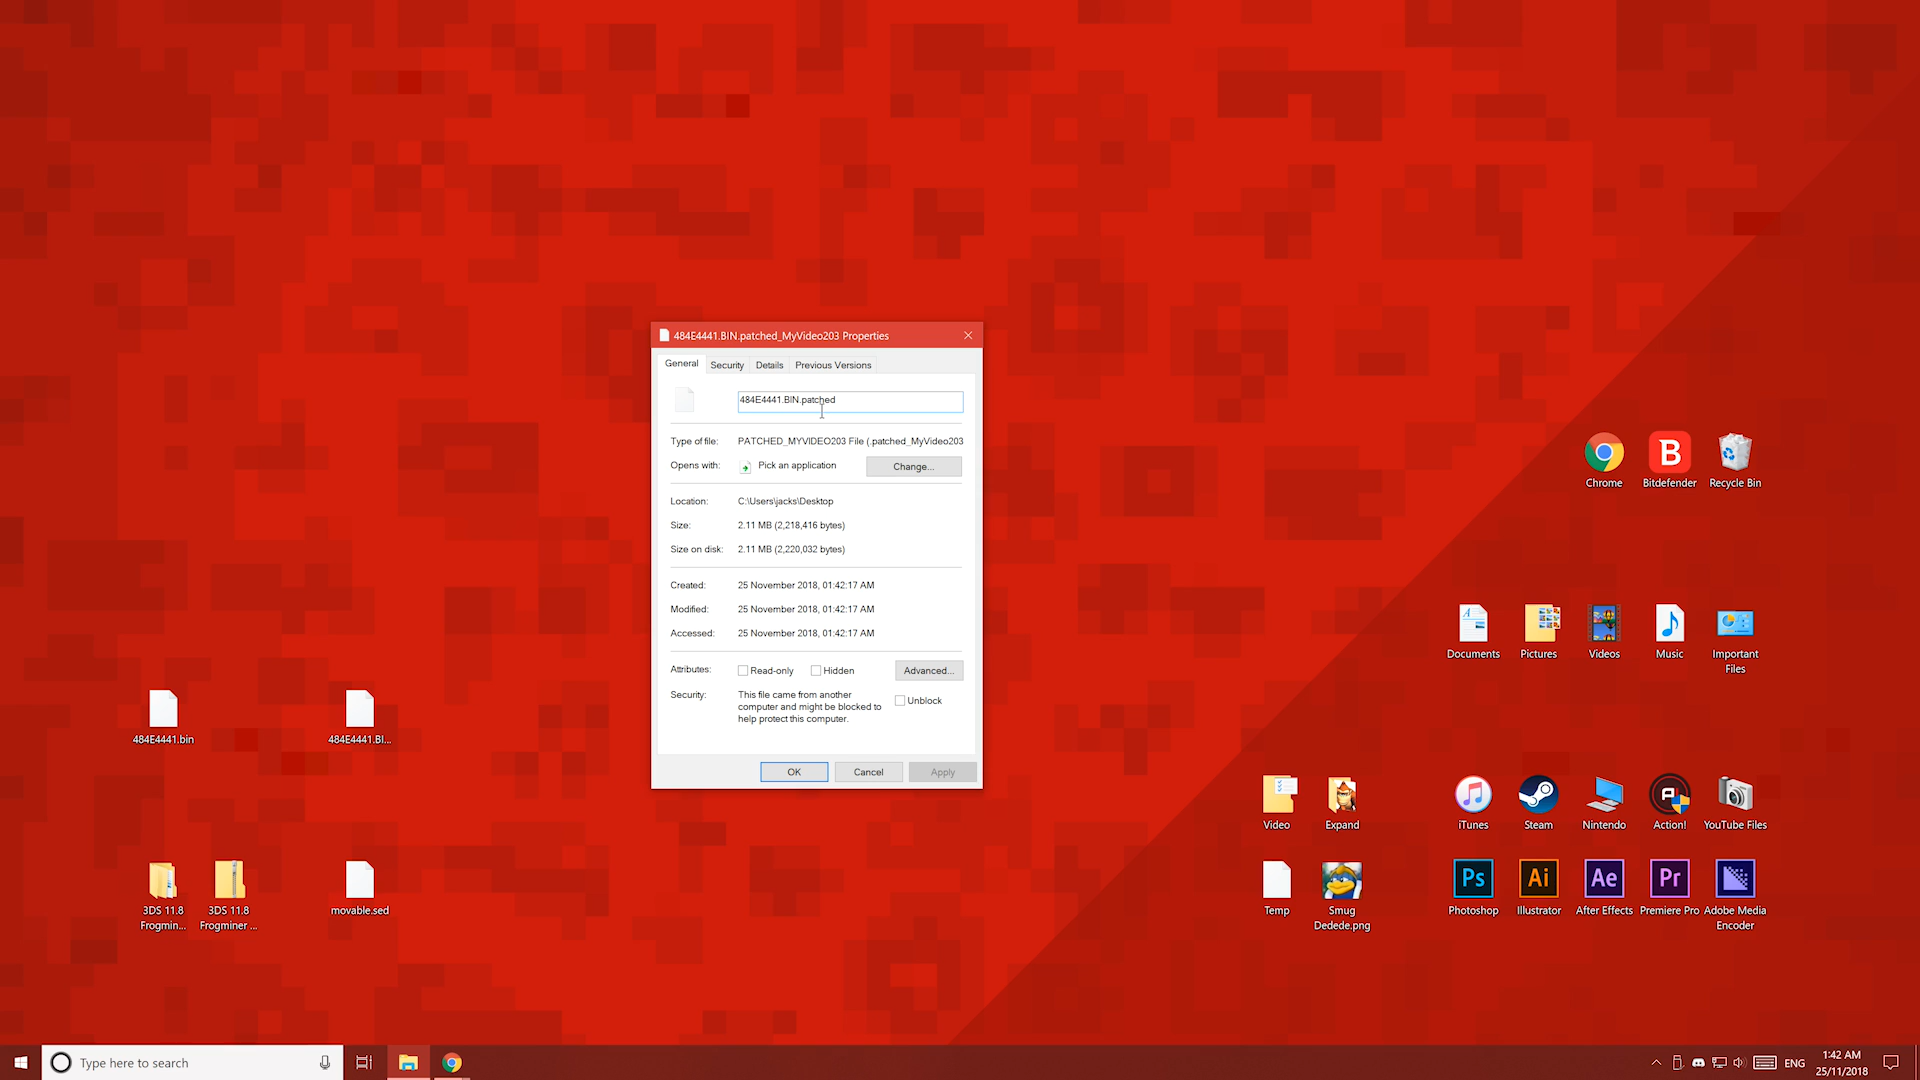 484E4441.BIN.patched_MyVideo203 Properties
General
Security
Details
Previous Versions
484E4441.BIN.patched
Type of file:
PATCHED_MYVIDEO203 File (.patched_MyVideo203
Opens with:
Pick an application
Change...
Location:
C:\Users\jacks\Desktop
Size:
2.11 MB (2,218,416 bytes)
Size on disk:
2.11 MB (2,220,032 bytes)
Created:
25 November 2018, 01:42:17 AM
Modified:
25 November 2018, 01:42:17 AM
Accessed:
25 November 2018, 01:42:17 AM
Attributes:
Read-only
Hidden
Advanced...
Security:
This file came from another
computer and might be blocked to
help protect this computer.
Unblock
OK
Cancel
Apply
484E4441.bin
484E4441.BI...
3DS 11.8
Frogmin...
3DS 11.8
Frogminer ...
movable.sed
Chrome
Bitdefender
Recycle Bin
Documents
Pictures
Videos
Music
Important
Files
Video
Expand
iTunes
Steam
Nintendo
Action!
YouTube Files
Temp
Smug
Dedede.png
Ps
Ai
Ae
Pr
Photoshop
Illustrator
After Effects
Premiere Pro
Adobe Media
Encoder
Type here to search
ENG
1:42 AM
25/11/2018